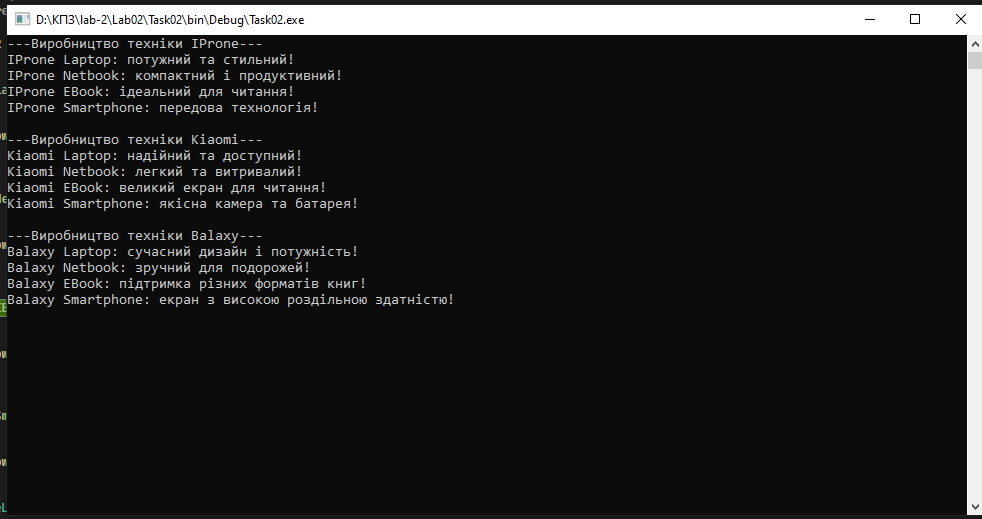 D:\КПЗ\lab-2\Lab02\Task02\bin\Debug\Task02.exe
---Виробництво техніки IProne---
IProne Laptop: потужний та стильний!
IProne Netbook: компактний і продуктивний!
IProne EBook: ідеальний для читання!
IProne Smartphone: передова технологія!
---Виробництво техніки Kiaomi---
Kiaomi Laptop: надійний та доступний!
Kiaomi Netbook: легкий та витривалий!
Kiaomi EBook: великий екран для читання!
Kiaomi Smartphone: якісна камера та батарея!
---Виробництво техніки Balaxy---
Balaxy Laptop: сучасний дизайн і потужність!
Balaxy Netbook: зручний для подорожей!
Balaxy EBook: підтримка різних форматів книг!
Balaxy Smartphone: екран з високою роздільною здатністю!